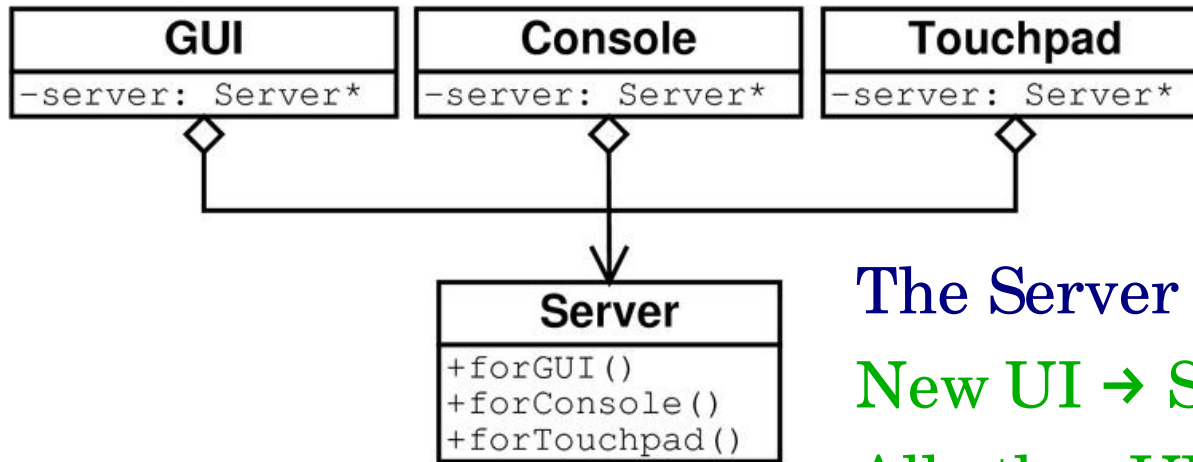 GUI Console Touchpad
-server: Server* -server: Server* -server: Server*
Server
+forGUI()
+forConsole()
+forTouchpad()
The Server
New UI → S